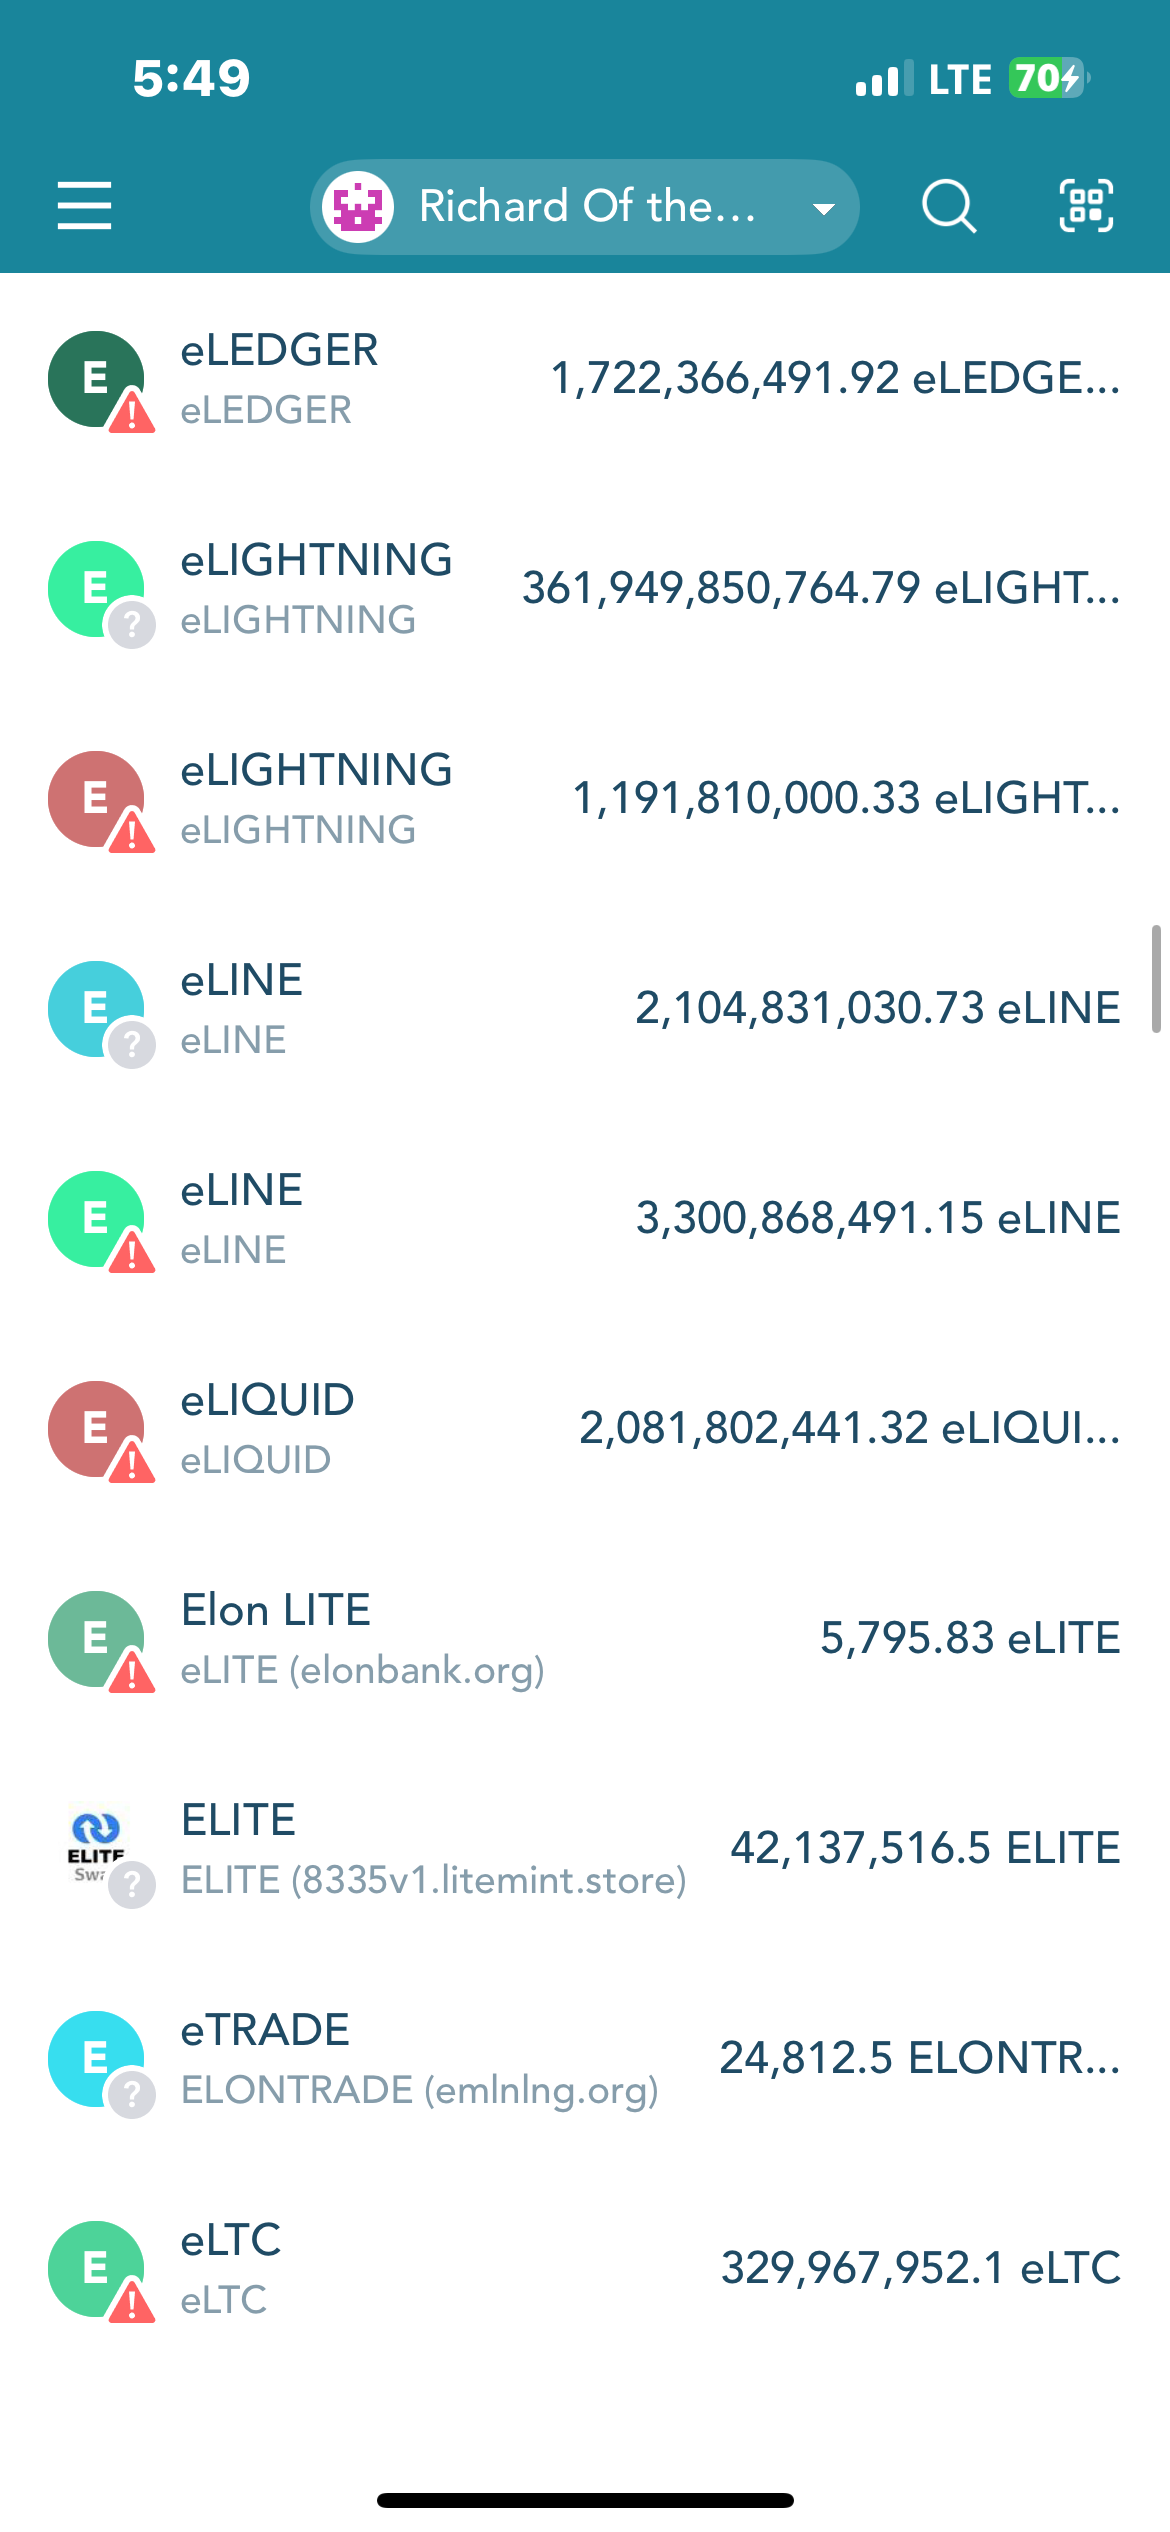 5:49
LTE 70
Richard Of the...
E
eLEDGER
eLEDGER
1,722,366,491.92 eLEDGE...
E
eLIGHTNING
eLIGHTNING
361,949,850,764.79 eLIGHT...
?
E
eLIGHTNING
eLIGHTNING
1,191,810,000.33 eLIGHT...
E
eLINE
eLINE
2,104,831,030.73 eLINE
?
E
eLINE
eLINE
3,300,868,491.15 eLINE
E
eLIQUID
eLIQUID
2,081,802,441.32 eLIQUI...
E
Elon LITE
eLITE (elonbank.org)
5,795.83 eLITE
ELITE
ELITE
ELITE (8335v1.litemint.store)
42,137,516.5 ELITE
?
E
eTRADE
ELONTRADE (emlnlng.org)
24,812.5 ELONTR...
?
E
eLTC
eLTC
329,967,952.1 eLTC